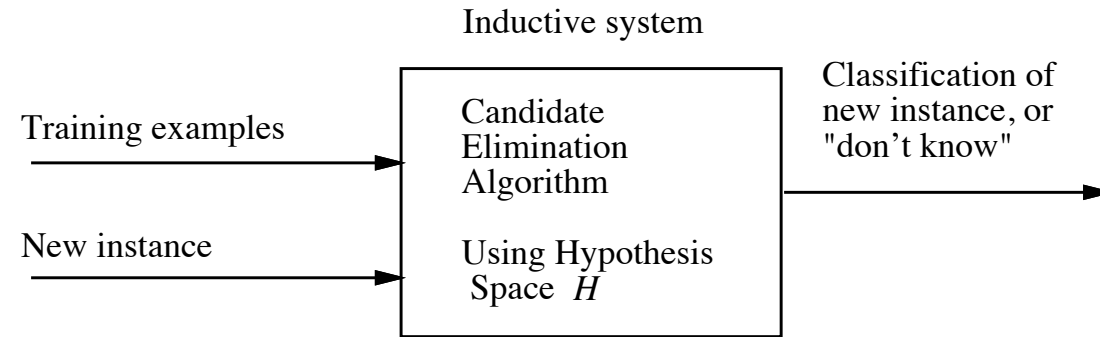 Inductive system
Training examples
New instance
Candidate
Elimination
Algorithm
Using Hypothesis
Space H
Classification of
new instance, or
"don’t know"